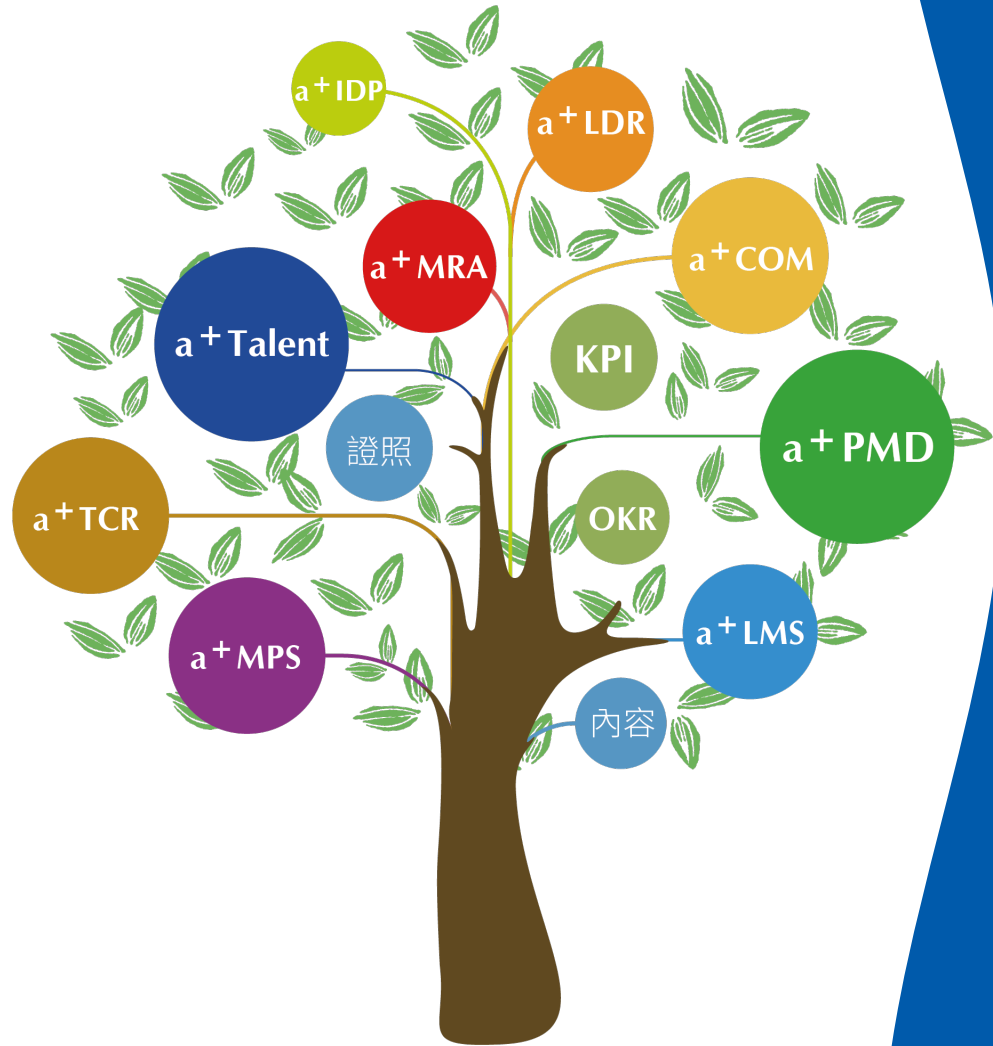 a+ IDP
a+ LDR
a+ MRA
a+ COM
a+ Talent
KPI
證照
a+ PMD
a+ TCR
OKR
a+ MPS
a+ LMS
內容